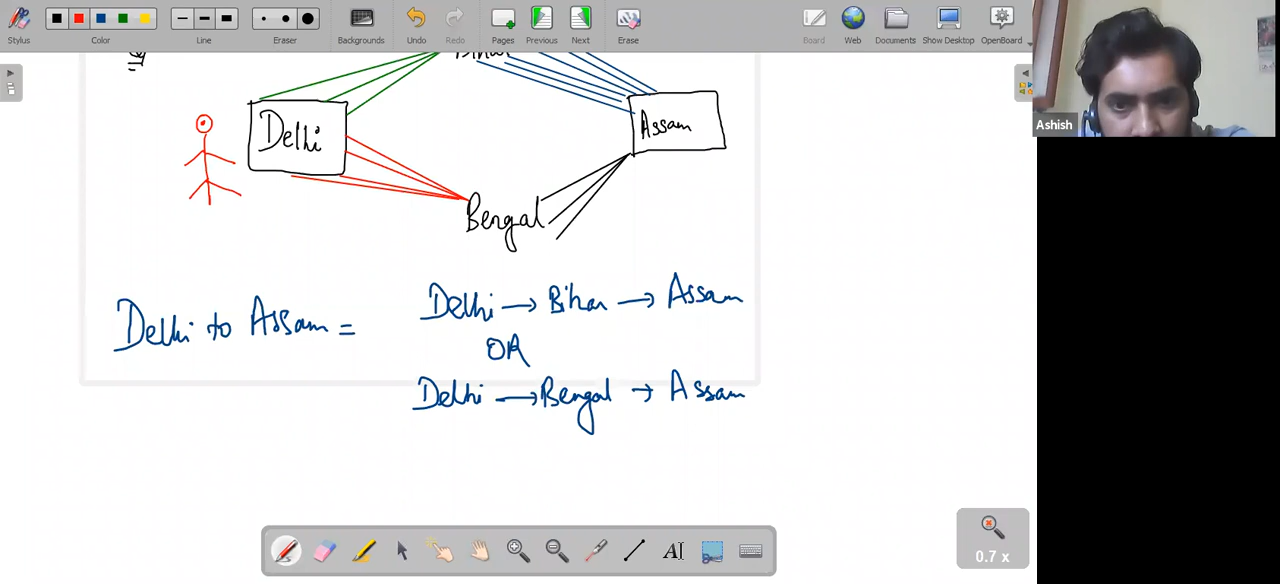 Stylus
Color
Line
Eraser
Backgrounds
Undo
Redo
Pages
Previous
Next
Erase
Board
Web
Documents
Show Desktop
OpenBoard
Bihar
Delhi
Assam
Ashish
Bengal
Delhi to Assam =
Delhi → Bihar → Assam
OR
Delhi → Bengal → Assam
0.7 x